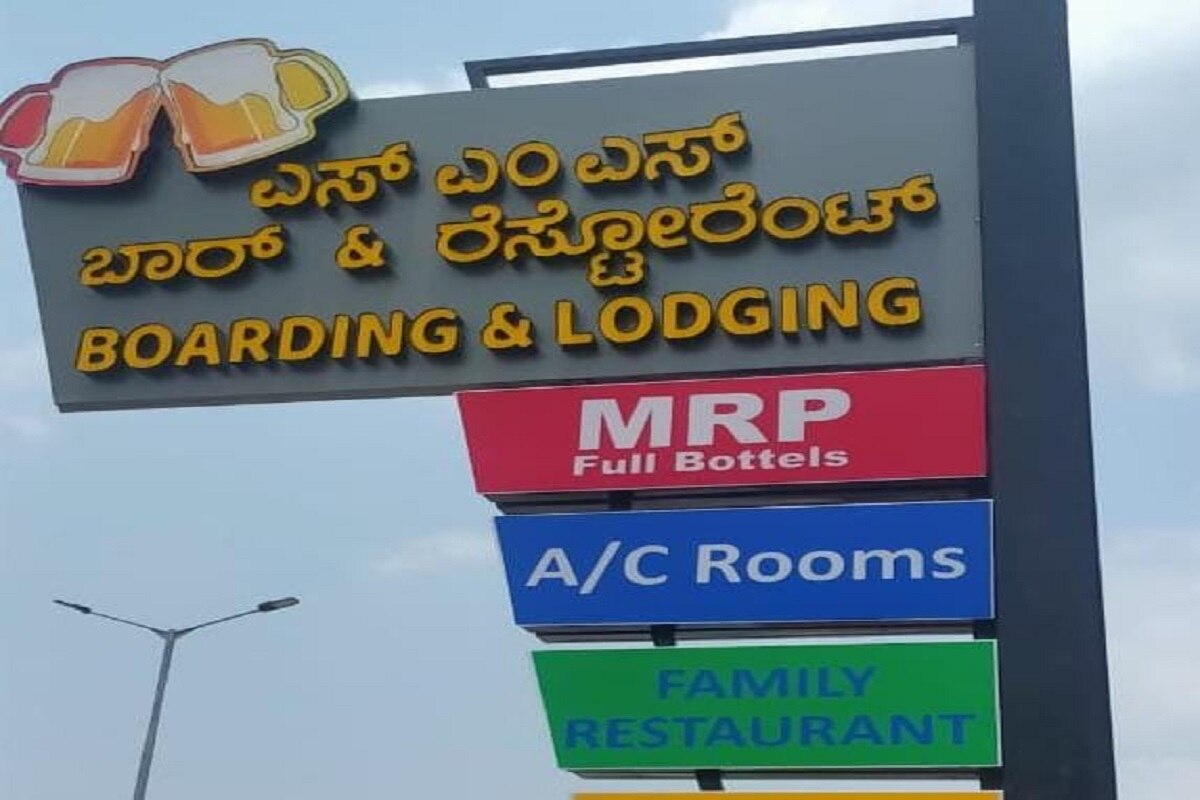 ಎಸ್ ಎಂ ಎಸ್
ಬಾರ್ & ರೆಸ್ಟೋರೆಂಟ್
BOARDING & LODGING
MRP
Full Bottels
A/C Rooms
FAMILY
RESTAURANT